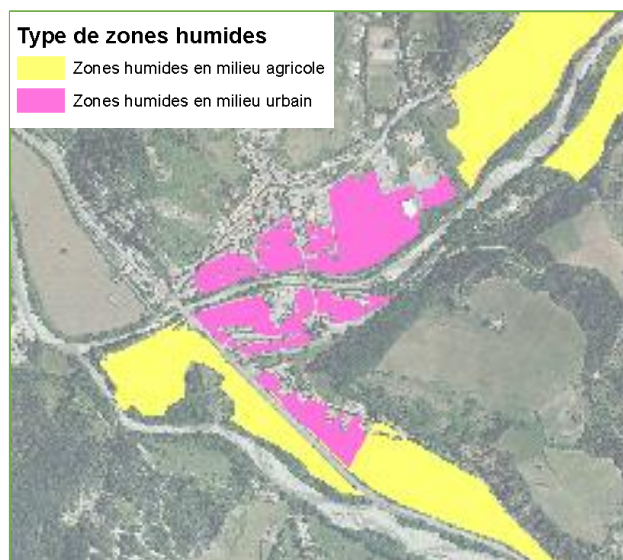 Type de zones humides
Zones humides en milieu agricole
Zones humides en milieu urbain